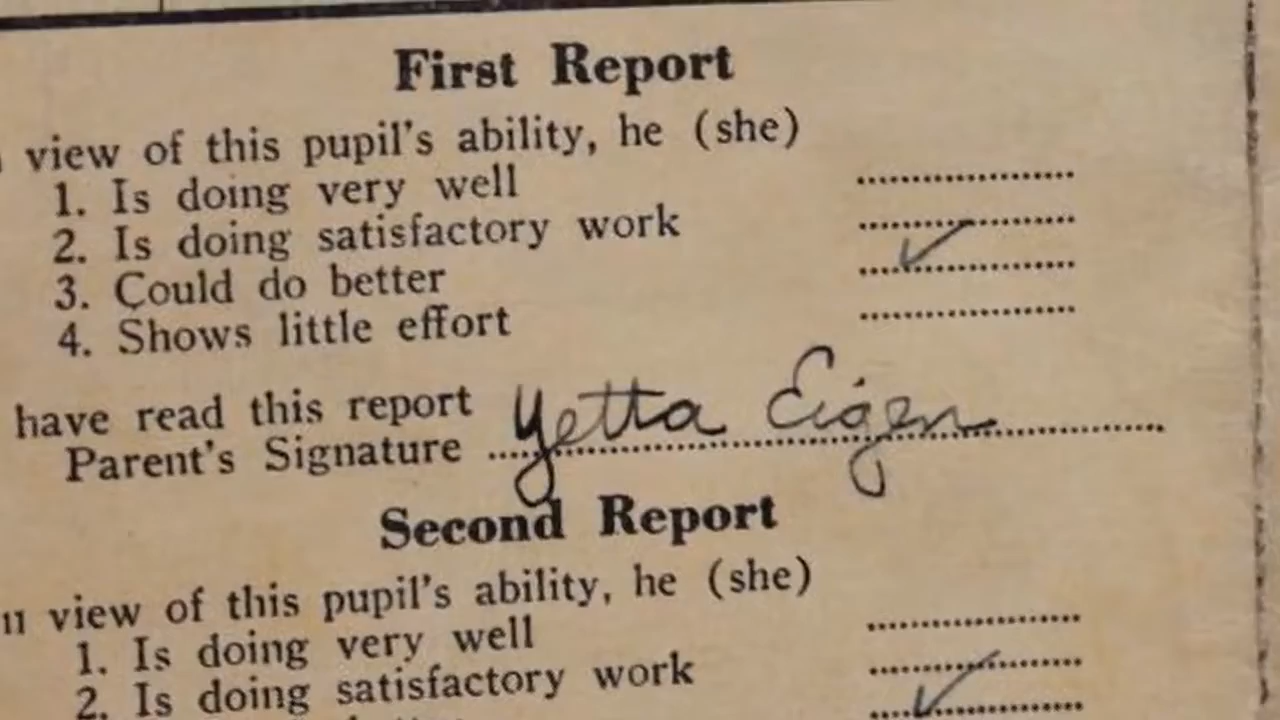 First Report
view of this pupil's ability, he (she)
1. Is doing very well ....................
2. Is doing satisfactory work ....................
3. Could do better ✓ ....................
4. Shows little effort ....................
have read this report
Parent's Signature Yetta Eigen
Second Report
view of this pupil's ability, he (she)
1. Is doing very well ....................
2. Is doing satisfactory work ....................
✓ ....................